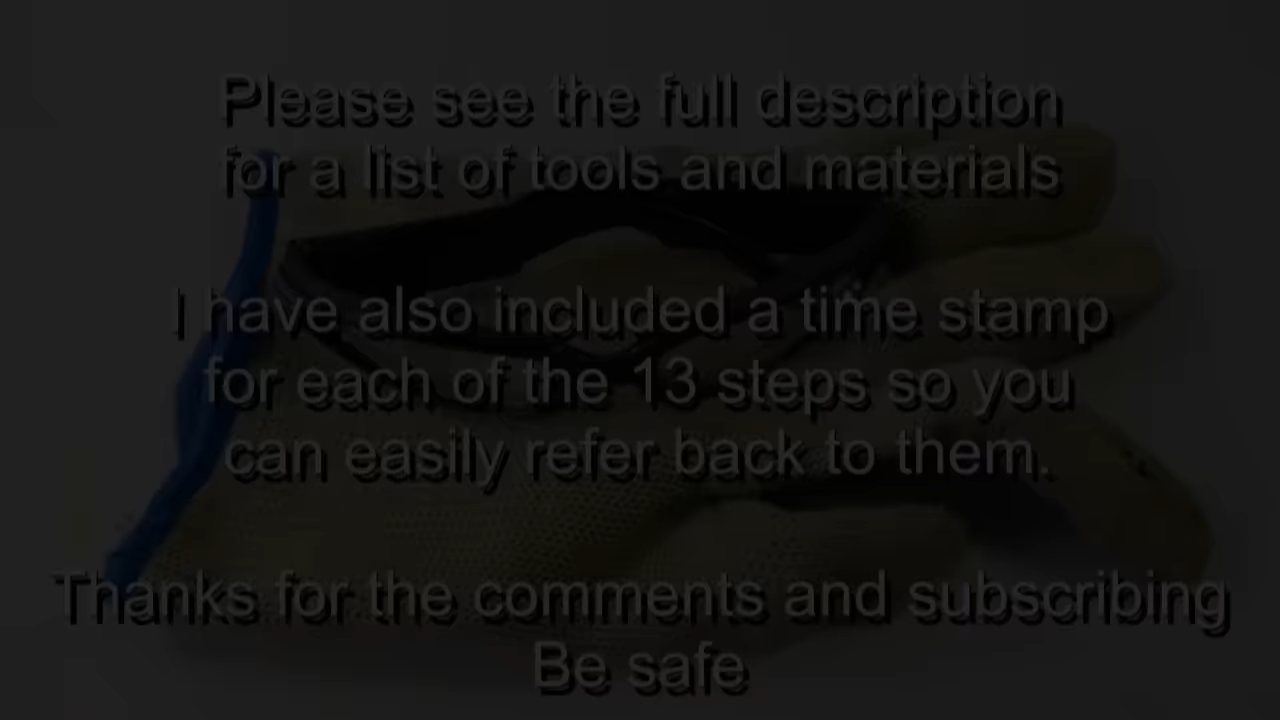 Please see the full description
for a list of tools and materials
I have also included a time stamp
for each of the 13 steps so you
can easily refer back to them.
Thanks for the comments and subscribing
Be safe